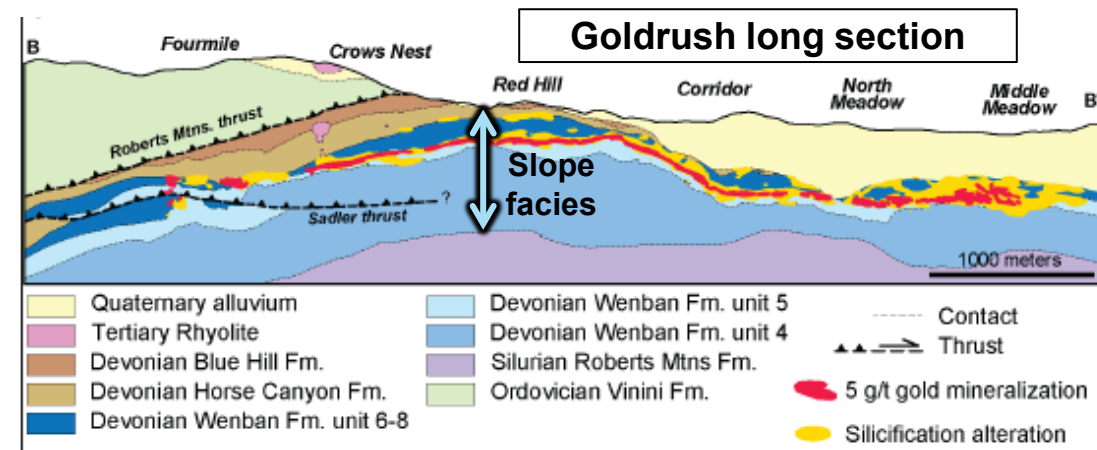 Goldrush long section
B
Fourmile
Crows Nest
Red Hill
Corridor
North
Meadow
Middle
Meadow
B'
Roberts Mtns. thrust
Slope
facies
Sadler thrust
?
1000 meters
Quaternary alluvium
Tertiary Rhyolite
Devonian Blue Hill Fm.
Devonian Horse Canyon Fm.
Devonian Wenban Fm. unit 6-8
Devonian Wenban Fm. unit 5
Devonian Wenban Fm. unit 4
Silurian Roberts Mtns Fm.
Ordovician Vinini Fm.
Contact
Thrust
5 g/t gold mineralization
Silicification alteration